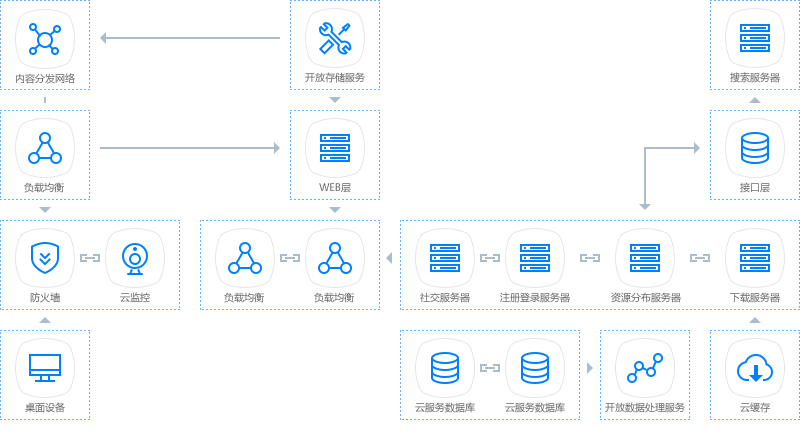 内容分发网络
开放存储服务
搜索服务器
负载均衡
WEB层
接口层
防火墙
云监控
负载均衡
负载均衡
社交服务器
注册登录服务器
资源分布服务器
下载服务器
桌面设备
云服务数据库
云服务数据库
开放数据处理服务
云缓存